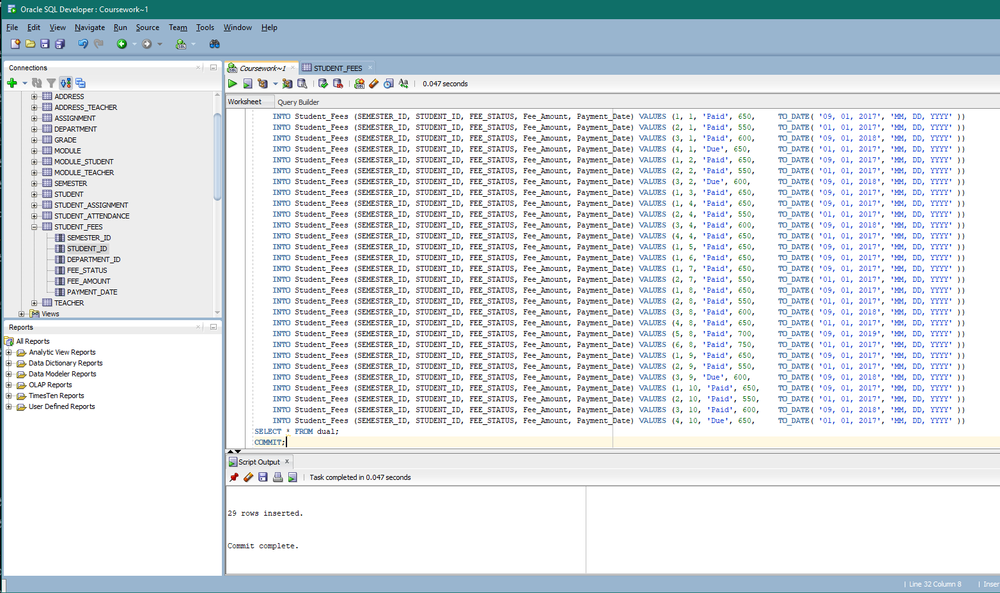 Oracle SQL Developer : Coursework~1
File Edit View Navigate Run Source Team Tools Window Help
Connections
ADDRESS
ADDRESS_TEACHER
ASSIGNMENT
DEPARTMENT
GRADE
MODULE
MODULE_STUDENT
MODULE_TEACHER
SEMESTER
STUDENT
STUDENT_ASSIGNMENT
STUDENT_ATTENDANCE
STUDENT_FEES
SEMESTER_ID
STUDENT_ID
DEPARTMENT_ID
FEE_STATUS
FEE_AMOUNT
PAYMENT_DATE
TEACHER
Views
Reports
All Reports
Analytic View Reports
Data Dictionary Reports
Data Modeler Reports
OLAP Reports
TimesTen Reports
User Defined Reports
Coursework~1 STUDENT_FEES
0.047 seconds
Worksheet Query Builder
INTO Student_Fees (SEMESTER_ID, STUDENT_ID, FEE_STATUS, Fee_Amount, Payment_Date) VALUES (1, 1, 'Paid', 650, TO_DATE( '09, 01, 2017', 'MM, DD, YYYY' ))
INTO Student_Fees (SEMESTER_ID, STUDENT_ID, FEE_STATUS, Fee_Amount, Payment_Date) VALUES (2, 1, 'Paid', 550, TO_DATE( '01, 01, 2017', 'MM, DD, YYYY' ))
INTO Student_Fees (SEMESTER_ID, STUDENT_ID, FEE_STATUS, Fee_Amount, Payment_Date) VALUES (3, 1, 'Paid', 600, TO_DATE( '09, 01, 2018', 'MM, DD, YYYY' ))
INTO Student_Fees (SEMESTER_ID, STUDENT_ID, FEE_STATUS, Fee_Amount, Payment_Date) VALUES (4, 1, 'Due', 650, TO_DATE( '01, 01, 2017', 'MM, DD, YYYY' ))
INTO Student_Fees (SEMESTER_ID, STUDENT_ID, FEE_STATUS, Fee_Amount, Payment_Date) VALUES (1, 2, 'Paid', 650, TO_DATE( '09, 01, 2017', 'MM, DD, YYYY' ))
INTO Student_Fees (SEMESTER_ID, STUDENT_ID, FEE_STATUS, Fee_Amount, Payment_Date) VALUES (2, 2, 'Paid', 550, TO_DATE( '01, 01, 2017', 'MM, DD, YYYY' ))
INTO Student_Fees (SEMESTER_ID, STUDENT_ID, FEE_STATUS, Fee_Amount, Payment_Date) VALUES (3, 2, 'Due', 600, TO_DATE( '09, 01, 2018', 'MM, DD, YYYY' ))
INTO Student_Fees (SEMESTER_ID, STUDENT_ID, FEE_STATUS, Fee_Amount, Payment_Date) VALUES (1, 3, 'Paid', 650, TO_DATE( '09, 01, 2017', 'MM, DD, YYYY' ))
INTO Student_Fees (SEMESTER_ID, STUDENT_ID, FEE_STATUS, Fee_Amount, Payment_Date) VALUES (1, 4, 'Paid', 650, TO_DATE( '09, 01, 2017', 'MM, DD, YYYY' ))
INTO Student_Fees (SEMESTER_ID, STUDENT_ID, FEE_STATUS, Fee_Amount, Payment_Date) VALUES (2, 4, 'Paid', 550, TO_DATE( '01, 01, 2017', 'MM, DD, YYYY' ))
INTO Student_Fees (SEMESTER_ID, STUDENT_ID, FEE_STATUS, Fee_Amount, Payment_Date) VALUES (3, 4, 'Paid', 600, TO_DATE( '09, 01, 2018', 'MM, DD, YYYY' ))
INTO Student_Fees (SEMESTER_ID, STUDENT_ID, FEE_STATUS, Fee_Amount, Payment_Date) VALUES (4, 4, 'Paid', 650, TO_DATE( '01, 01, 2017', 'MM, DD, YYYY' ))
INTO Student_Fees (SEMESTER_ID, STUDENT_ID, FEE_STATUS, Fee_Amount, Payment_Date) VALUES (1, 5, 'Paid', 650, TO_DATE( '09, 01, 2017', 'MM, DD, YYYY' ))
INTO Student_Fees (SEMESTER_ID, STUDENT_ID, FEE_STATUS, Fee_Amount, Payment_Date) VALUES (1, 6, 'Paid', 650, TO_DATE( '09, 01, 2017', 'MM, DD, YYYY' ))
INTO Student_Fees (SEMESTER_ID, STUDENT_ID, FEE_STATUS, Fee_Amount, Payment_Date) VALUES (1, 7, 'Paid', 650, TO_DATE( '09, 01, 2017', 'MM, DD, YYYY' ))
INTO Student_Fees (SEMESTER_ID, STUDENT_ID, FEE_STATUS, Fee_Amount, Payment_Date) VALUES (2, 7, 'Paid', 550, TO_DATE( '01, 01, 2017', 'MM, DD, YYYY' ))
INTO Student_Fees (SEMESTER_ID, STUDENT_ID, FEE_STATUS, Fee_Amount, Payment_Date) VALUES (1, 8, 'Paid', 650, TO_DATE( '09, 01, 2017', 'MM, DD, YYYY' ))
INTO Student_Fees (SEMESTER_ID, STUDENT_ID, FEE_STATUS, Fee_Amount, Payment_Date) VALUES (2, 8, 'Paid', 550, TO_DATE( '01, 01, 2017', 'MM, DD, YYYY' ))
INTO Student_Fees (SEMESTER_ID, STUDENT_ID, FEE_STATUS, Fee_Amount, Payment_Date) VALUES (3, 8, 'Paid', 600, TO_DATE( '09, 01, 2018', 'MM, DD, YYYY' ))
INTO Student_Fees (SEMESTER_ID, STUDENT_ID, FEE_STATUS, Fee_Amount, Payment_Date) VALUES (4, 8, 'Paid', 650, TO_DATE( '01, 01, 2017', 'MM, DD, YYYY' ))
INTO Student_Fees (SEMESTER_ID, STUDENT_ID, FEE_STATUS, Fee_Amount, Payment_Date) VALUES (5, 8, 'Paid', 700, TO_DATE( '09, 01, 2019', 'MM, DD, YYYY' ))
INTO Student_Fees (SEMESTER_ID, STUDENT_ID, FEE_STATUS, Fee_Amount, Payment_Date) VALUES (6, 8, 'Paid', 750, TO_DATE( '01, 01, 2017', 'MM, DD, YYYY' ))
INTO Student_Fees (SEMESTER_ID, STUDENT_ID, FEE_STATUS, Fee_Amount, Payment_Date) VALUES (1, 9, 'Paid', 650, TO_DATE( '09, 01, 2017', 'MM, DD, YYYY' ))
INTO Student_Fees (SEMESTER_ID, STUDENT_ID, FEE_STATUS, Fee_Amount, Payment_Date) VALUES (2, 9, 'Paid', 550, TO_DATE( '01, 01, 2017', 'MM, DD, YYYY' ))
INTO Student_Fees (SEMESTER_ID, STUDENT_ID, FEE_STATUS, Fee_Amount, Payment_Date) VALUES (3, 9, 'Due', 600, TO_DATE( '09, 01, 2018', 'MM, DD, YYYY' ))
INTO Student_Fees (SEMESTER_ID, STUDENT_ID, FEE_STATUS, Fee_Amount, Payment_Date) VALUES (1, 10, 'Paid', 650, TO_DATE( '09, 01, 2017', 'MM, DD, YYYY' ))
INTO Student_Fees (SEMESTER_ID, STUDENT_ID, FEE_STATUS, Fee_Amount, Payment_Date) VALUES (2, 10, 'Paid', 550, TO_DATE( '01, 01, 2017', 'MM, DD, YYYY' ))
INTO Student_Fees (SEMESTER_ID, STUDENT_ID, FEE_STATUS, Fee_Amount, Payment_Date) VALUES (3, 10, 'Paid', 600, TO_DATE( '09, 01, 2018', 'MM, DD, YYYY' ))
INTO Student_Fees (SEMESTER_ID, STUDENT_ID, FEE_STATUS, Fee_Amount, Payment_Date) VALUES (4, 10, 'Due', 650, TO_DATE( '01, 01, 2017', 'MM, DD, YYYY' ))
SELECT * FROM dual;
COMMIT;
Script Output
Task completed in 0.047 seconds
29 rows inserted.
Commit complete.
Line 32 Column 8 | Inser